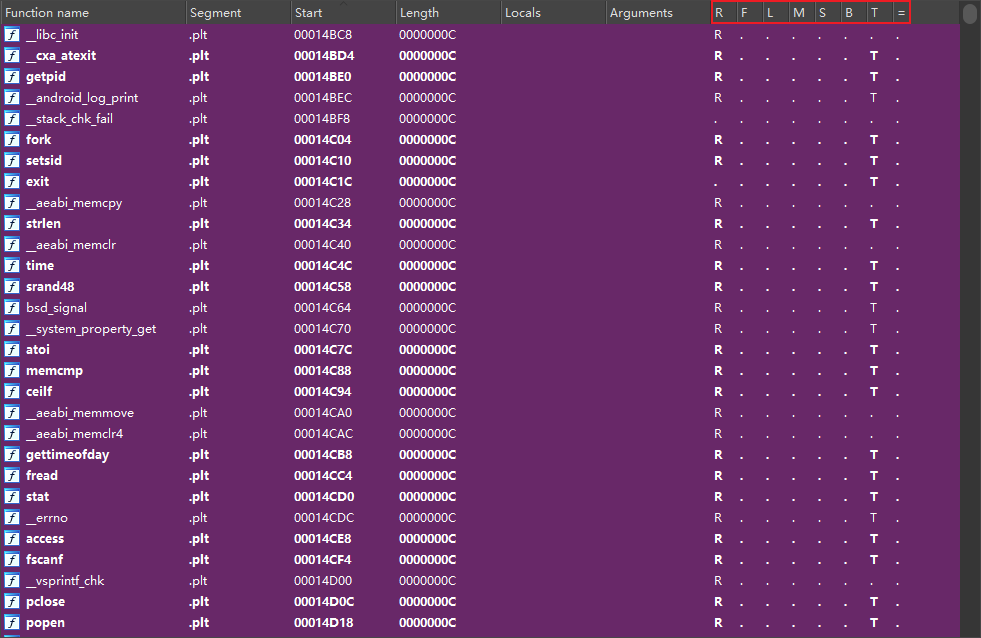 Function name Segment Start Length Locals Arguments R F L M S B T =
f __libc_init .plt 00014BC8 0000000C R . . . . . . .
f __cxa_atexit .plt 00014BD4 0000000C R . . . . . T .
f getpid .plt 00014BE0 0000000C R . . . . . T .
f __android_log_print .plt 00014BEC 0000000C R . . . . . T .
f __stack_chk_fail .plt 00014BF8 0000000C . . . . . . . .
f fork .plt 00014C04 0000000C R . . . . . T .
f setsid .plt 00014C10 0000000C R . . . . . T .
f exit .plt 00014C1C 0000000C . . . . . . T .
f __aeabi_memcpy .plt 00014C28 0000000C R . . . . . . .
f strlen .plt 00014C34 0000000C R . . . . . T .
f __aeabi_memclr .plt 00014C40 0000000C R . . . . . . .
f time .plt 00014C4C 0000000C R . . . . . T .
f srand48 .plt 00014C58 0000000C R . . . . . T .
f bsd_signal .plt 00014C64 0000000C R . . . . . T .
f __system_property_get .plt 00014C70 0000000C R . . . . . T .
f atoi .plt 00014C7C 0000000C R . . . . . T .
f memcmp .plt 00014C88 0000000C R . . . . . T .
f ceilf .plt 00014C94 0000000C R . . . . . T .
f __aeabi_memmove .plt 00014CA0 0000000C R . . . . . . .
f __aeabi_memclr4 .plt 00014CAC 0000000C R . . . . . . .
f gettimeofday .plt 00014CB8 0000000C R . . . . . T .
f fread .plt 00014CC4 0000000C R . . . . . T .
f stat .plt 00014CD0 0000000C R . . . . . T .
f __errno .plt 00014CDC 0000000C R . . . . . T .
f access .plt 00014CE8 0000000C R . . . . . T .
f fscanf .plt 00014CF4 0000000C R . . . . . T .
f __vsprintf_chk .plt 00014D00 0000000C R . . . . . . .
f pclose .plt 00014D0C 0000000C R . . . . . T .
f popen .plt 00014D18 0000000C R . . . . . T .